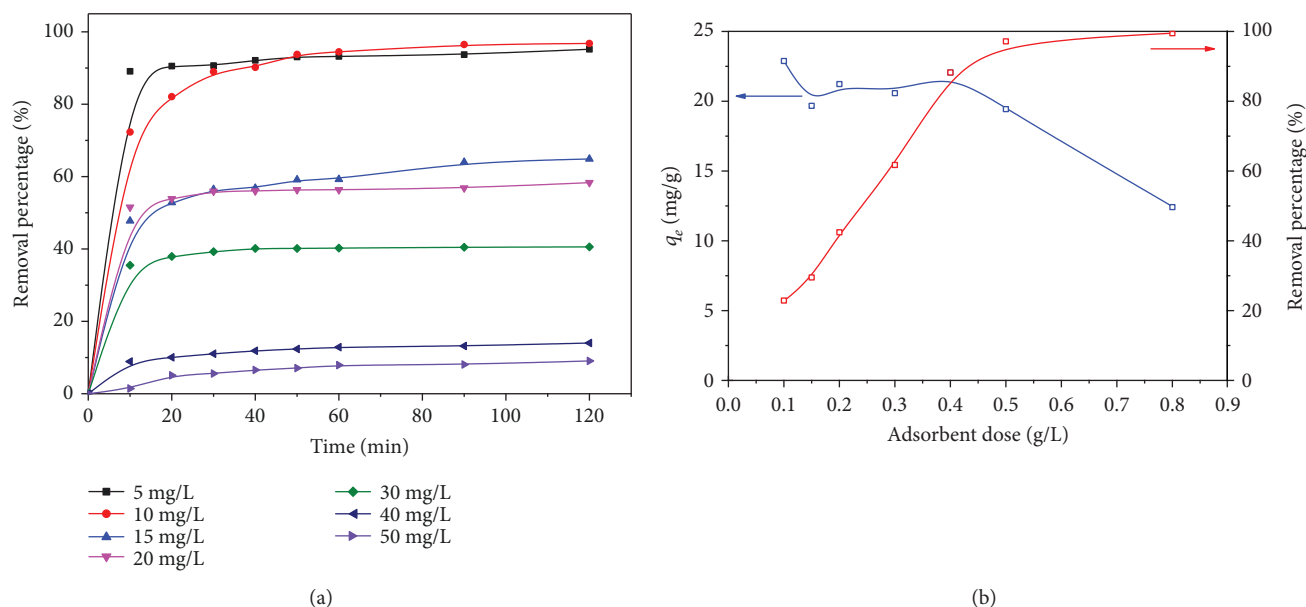 100
80
60
40
20
0
Removal percentage (%)
0 20 40 60 80 100 120
Time (min)
5 mg/L
10 mg/L
15 mg/L
20 mg/L
30 mg/L
40 mg/L
50 mg/L
(a)
25
20
15
10
5
0
qₑ (mg/g)
0.0 0.1 0.2 0.3 0.4 0.5 0.6 0.7 0.8 0.9
Adsorbent dose (g/L)
100
80
60
40
20
0
Removal percentage (%)
(b)